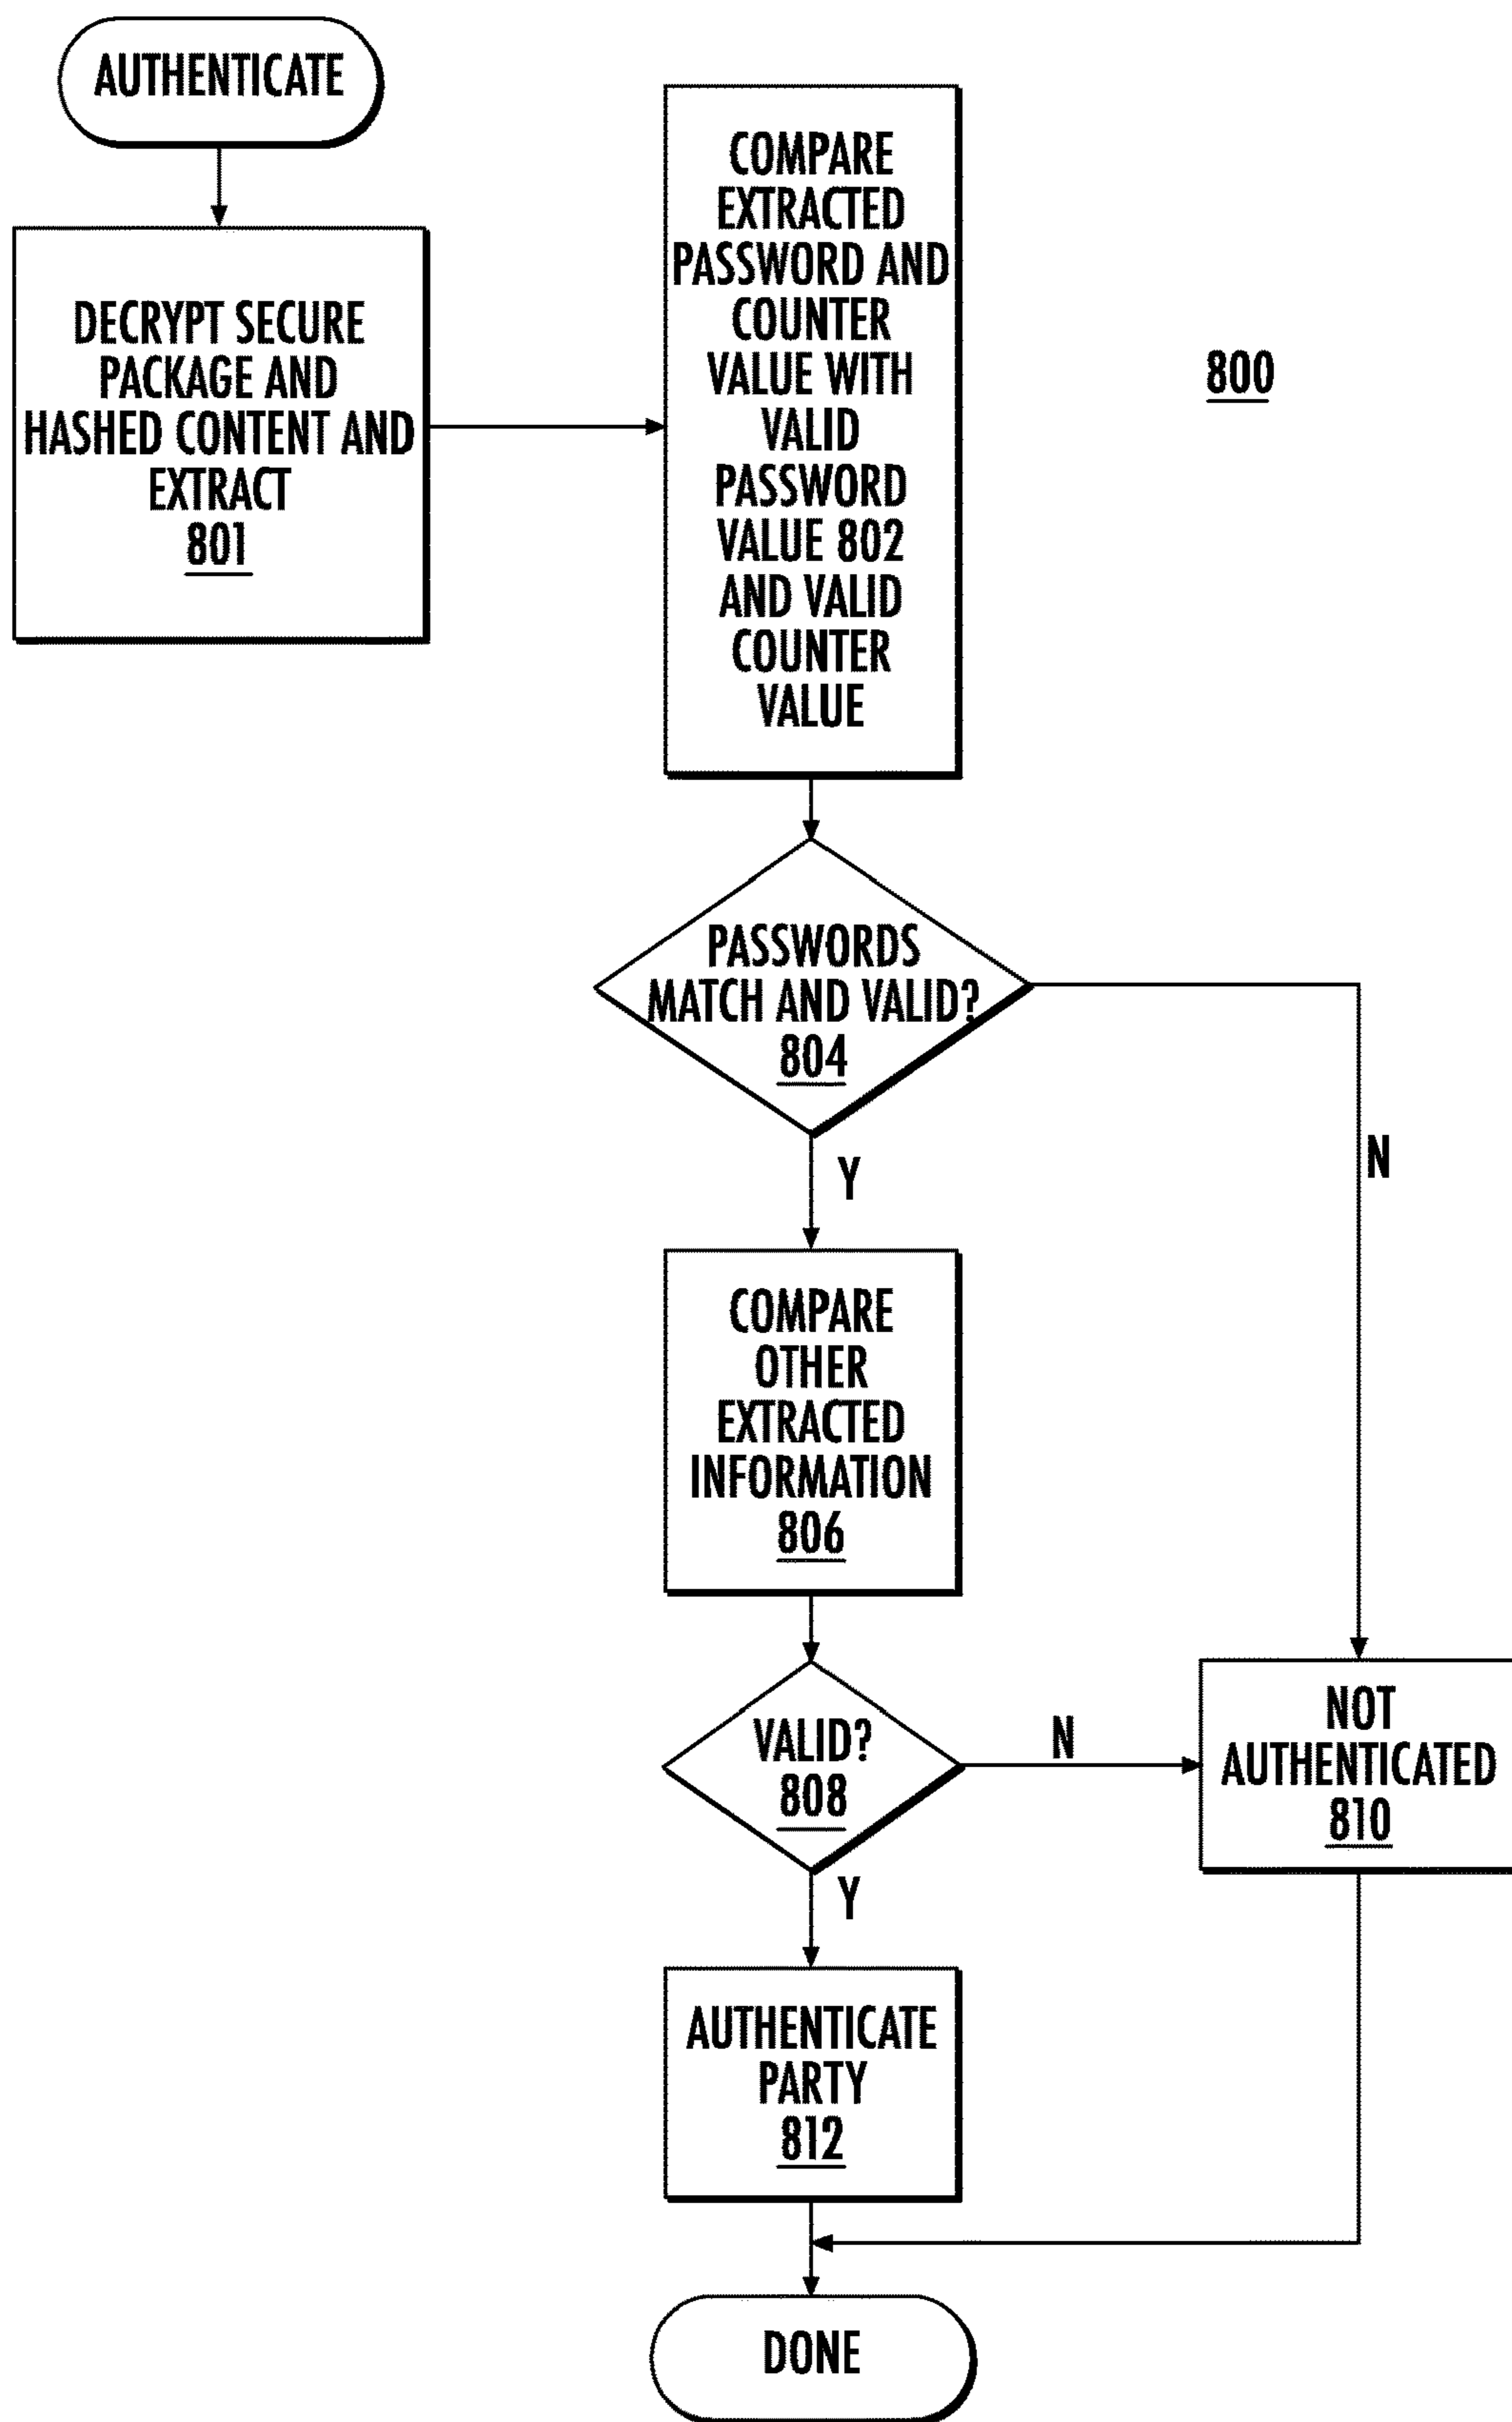 AUTHENTICATE
DECRYPT SECURE
PACKAGE AND
HASHED CONTENT AND
EXTRACT
801
COMPARE
EXTRACTED
PASSWORD AND
COUNTER
VALUE WITH
VALID
PASSWORD
VALUE 802
AND VALID
COUNTER
VALUE
800
PASSWORDS
MATCH AND VALID?
804
Y
N
COMPARE
OTHER
EXTRACTED
INFORMATION
806
VALID?
808
N
NOT
AUTHENTICATED
810
Y
AUTHENTICATE
PARTY
812
DONE